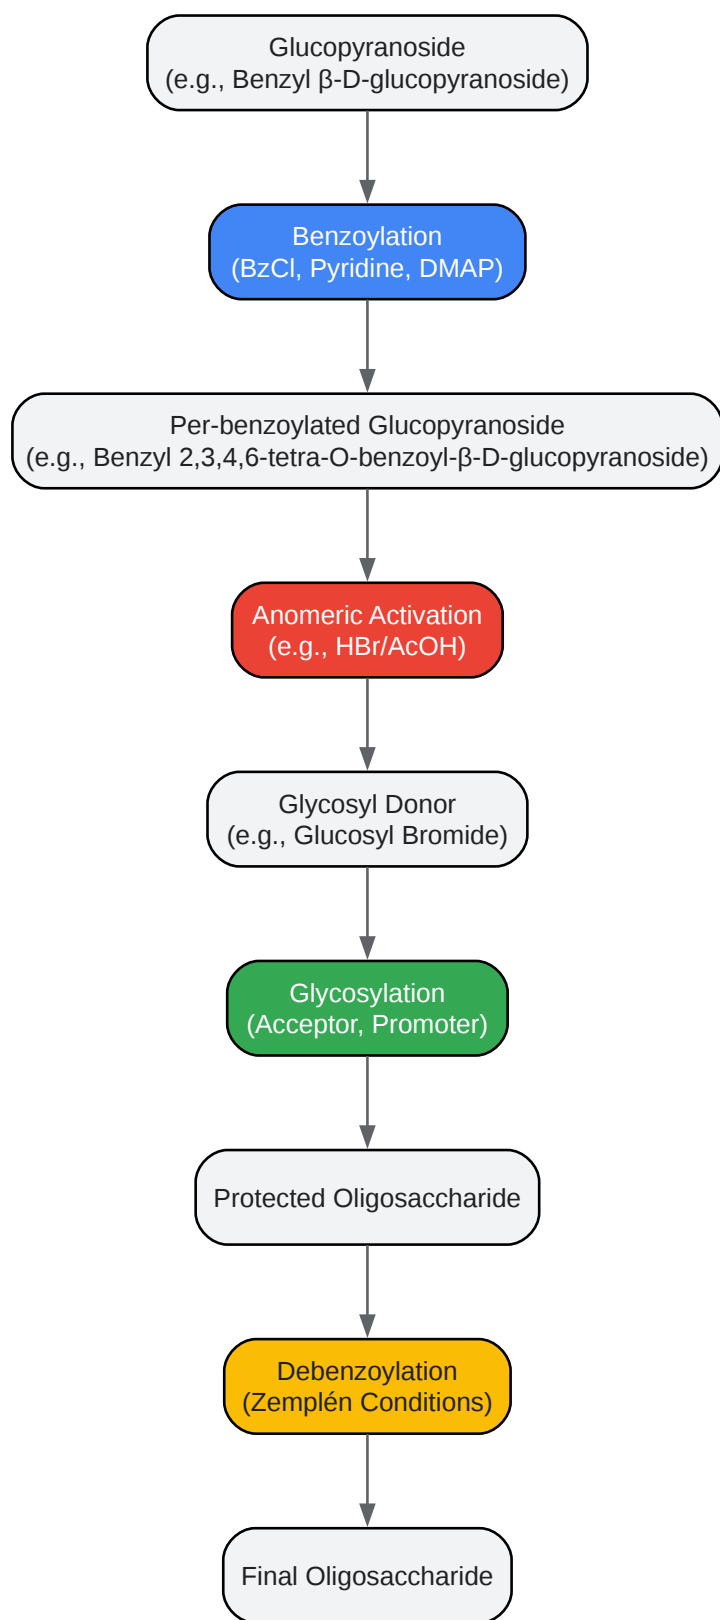 Glucopyranoside
(e.g., Benzyl β-D-glucopyranoside)
Benzoylation
(BzCl, Pyridine, DMAP)
Per-benzoylated Glucopyranoside
(e.g., Benzyl 2,3,4,6-tetra-O-benzoyl-β-D-glucopyranoside)
Anomeric Activation
(e.g., HBr/AcOH)
Glycosyl Donor
(e.g., Glucosyl Bromide)
Glycosylation
(Acceptor, Promoter)
Protected Oligosaccharide
Debenzoylation
(Zemplén Conditions)
Final Oligosaccharide